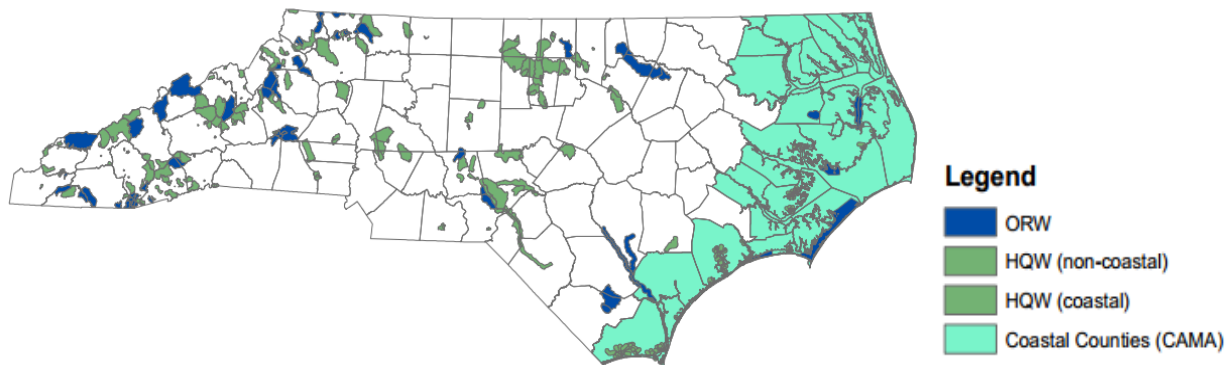 Legend
ORW
HQW (non-coastal)
HQW (coastal)
Coastal Counties (CAMA)